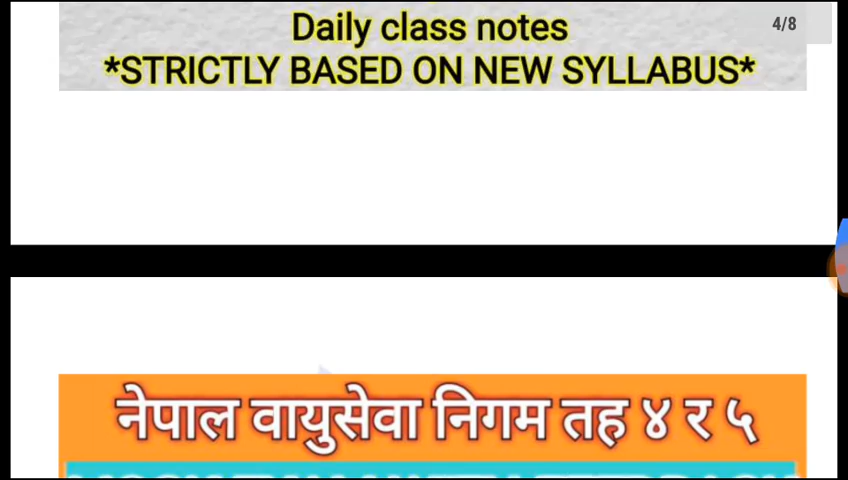 Daily class notes
4/8
*STRICTLY BASED ON NEW SYLLABUS*
नेपाल वायुसेवा निगम तह ४ र ५